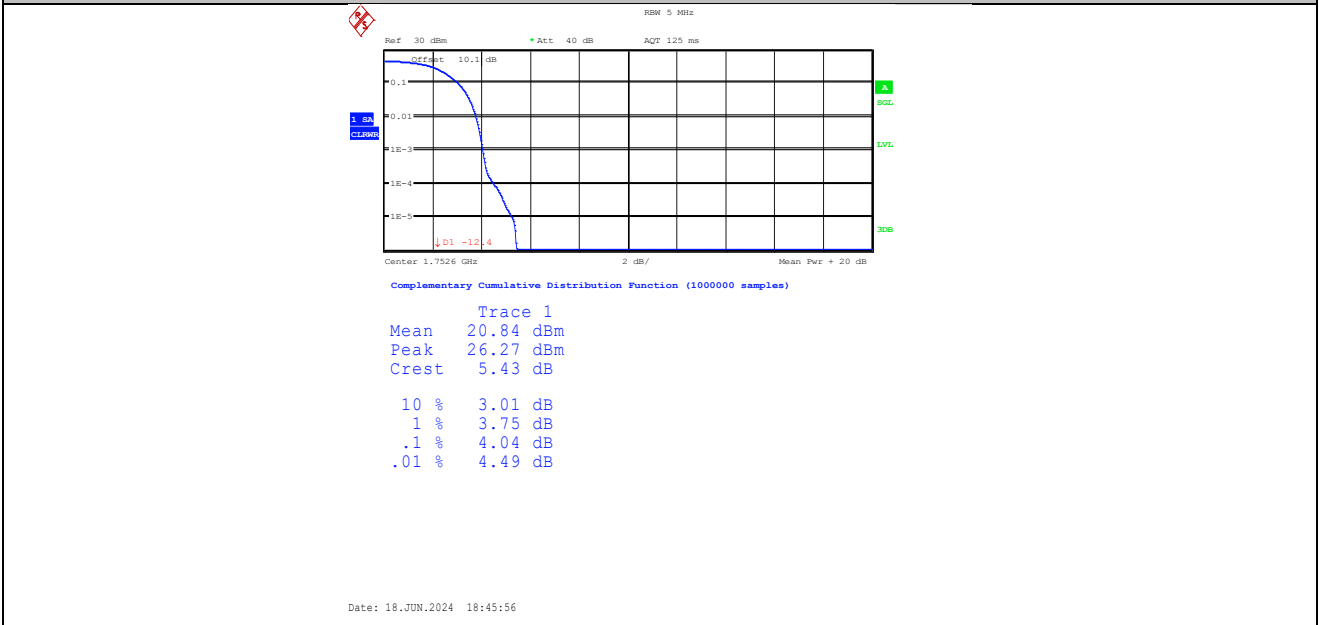 RBW 5 MHz
Ref 30 dBm * Att 40 dB AQT 125 ms
Offset 10.1 dB
0.1
A
SGL
1 SA
CLRWR
0.01
LVL
1E-3
1E-4
1E-5
3DB
↓D1 -12.4
Center 1.7526 GHz 2 dB/ Mean Pwr + 20 dB
Complementary Cumulative Distribution Function (1000000 samples)
Trace 1
Mean 20.84 dBm
Peak 26.27 dBm
Crest 5.43 dB
10 % 3.01 dB
1 % 3.75 dB
.1 % 4.04 dB
.01 % 4.49 dB
Date: 18.JUN.2024 18:45:56